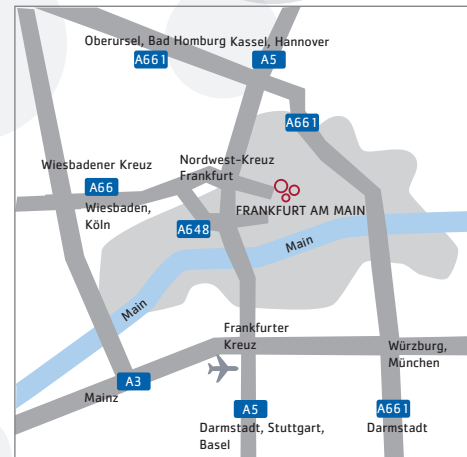 Oberursel, Bad Homburg
Kassel, Hannover
A661
A5
A661
Wiesbadener Kreuz
Nordwest-Kreuz
Frankfurt
A66
Wiesbaden,
Köln
FRANKFURT AM MAIN
A648
Main
Main
Frankfurter
Kreuz
Würzburg,
München
A3
Mainz
A5
A661
Darmstadt, Stuttgart,
Basel
Darmstadt